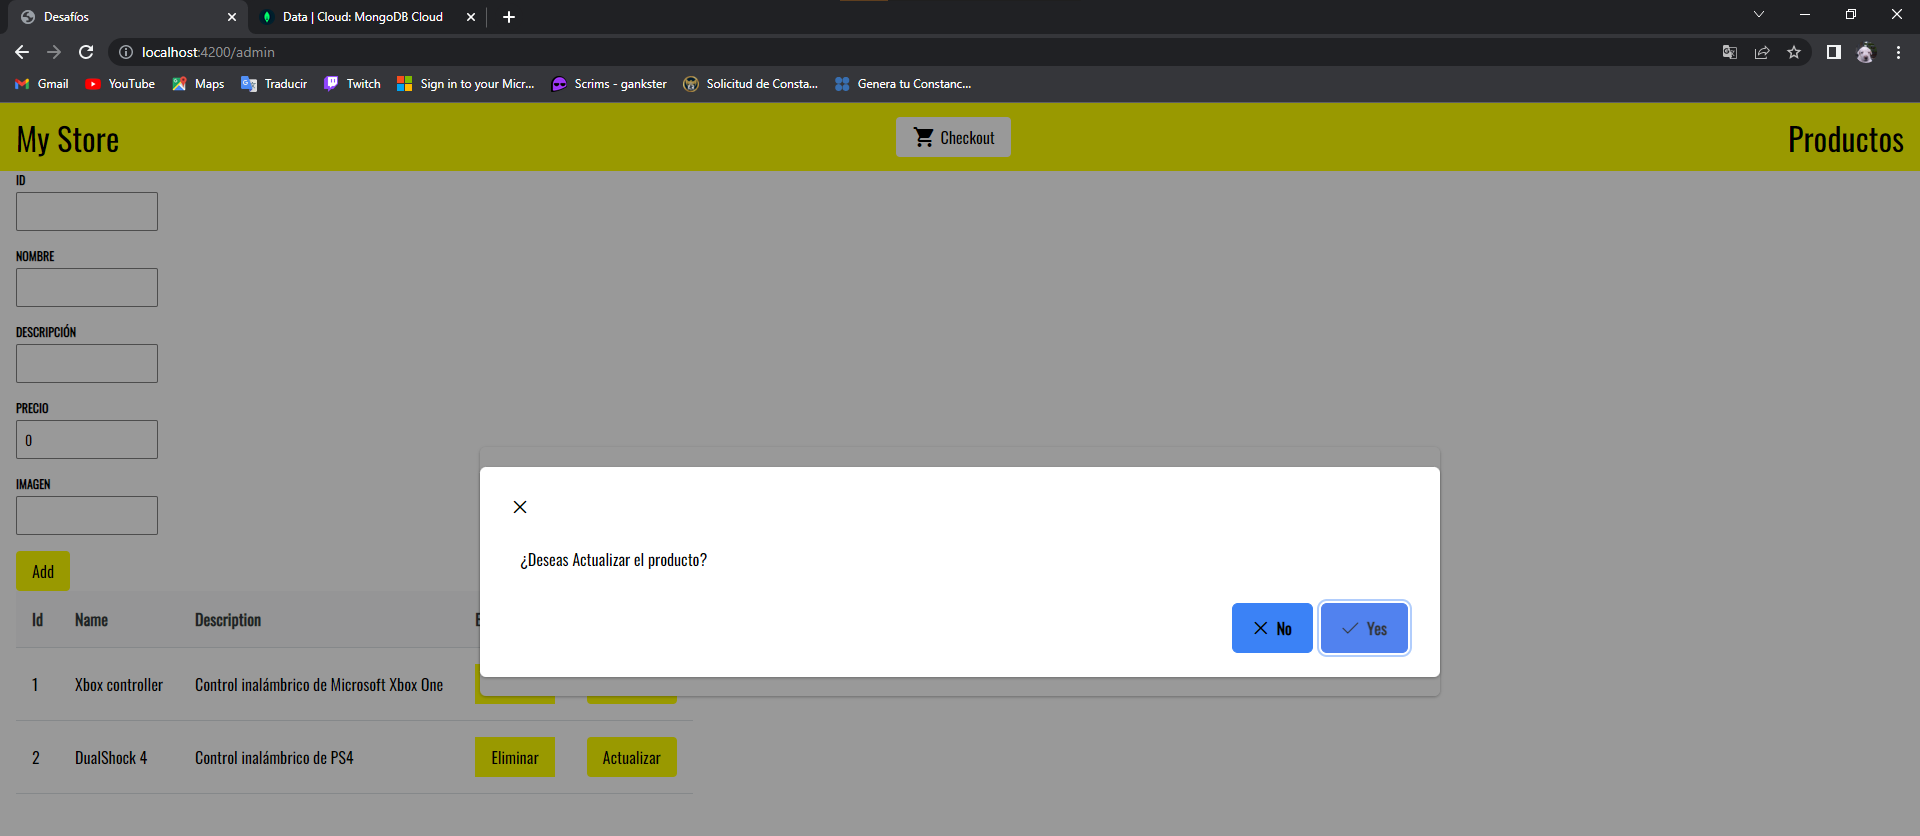 Desafíos
Data | Cloud: MongoDB Cloud
localhost:4200/admin
Gmail
YouTube
Maps
Traducir
Twitch
Sign in to your Micr...
Scrims - gankster
Solicitud de Consta...
Genera tu Constanc...
My Store
Checkout
Productos
ID
NOMBRE
DESCRIPCIÓN
PRECIO
0
IMAGEN
Add
¿Deseas Actualizar el producto?
No
Yes
Id Name Description
1 Xbox controller Control inalámbrico de Microsoft Xbox One
2 DualShock 4 Control inalámbrico de PS4 Eliminar Actualizar